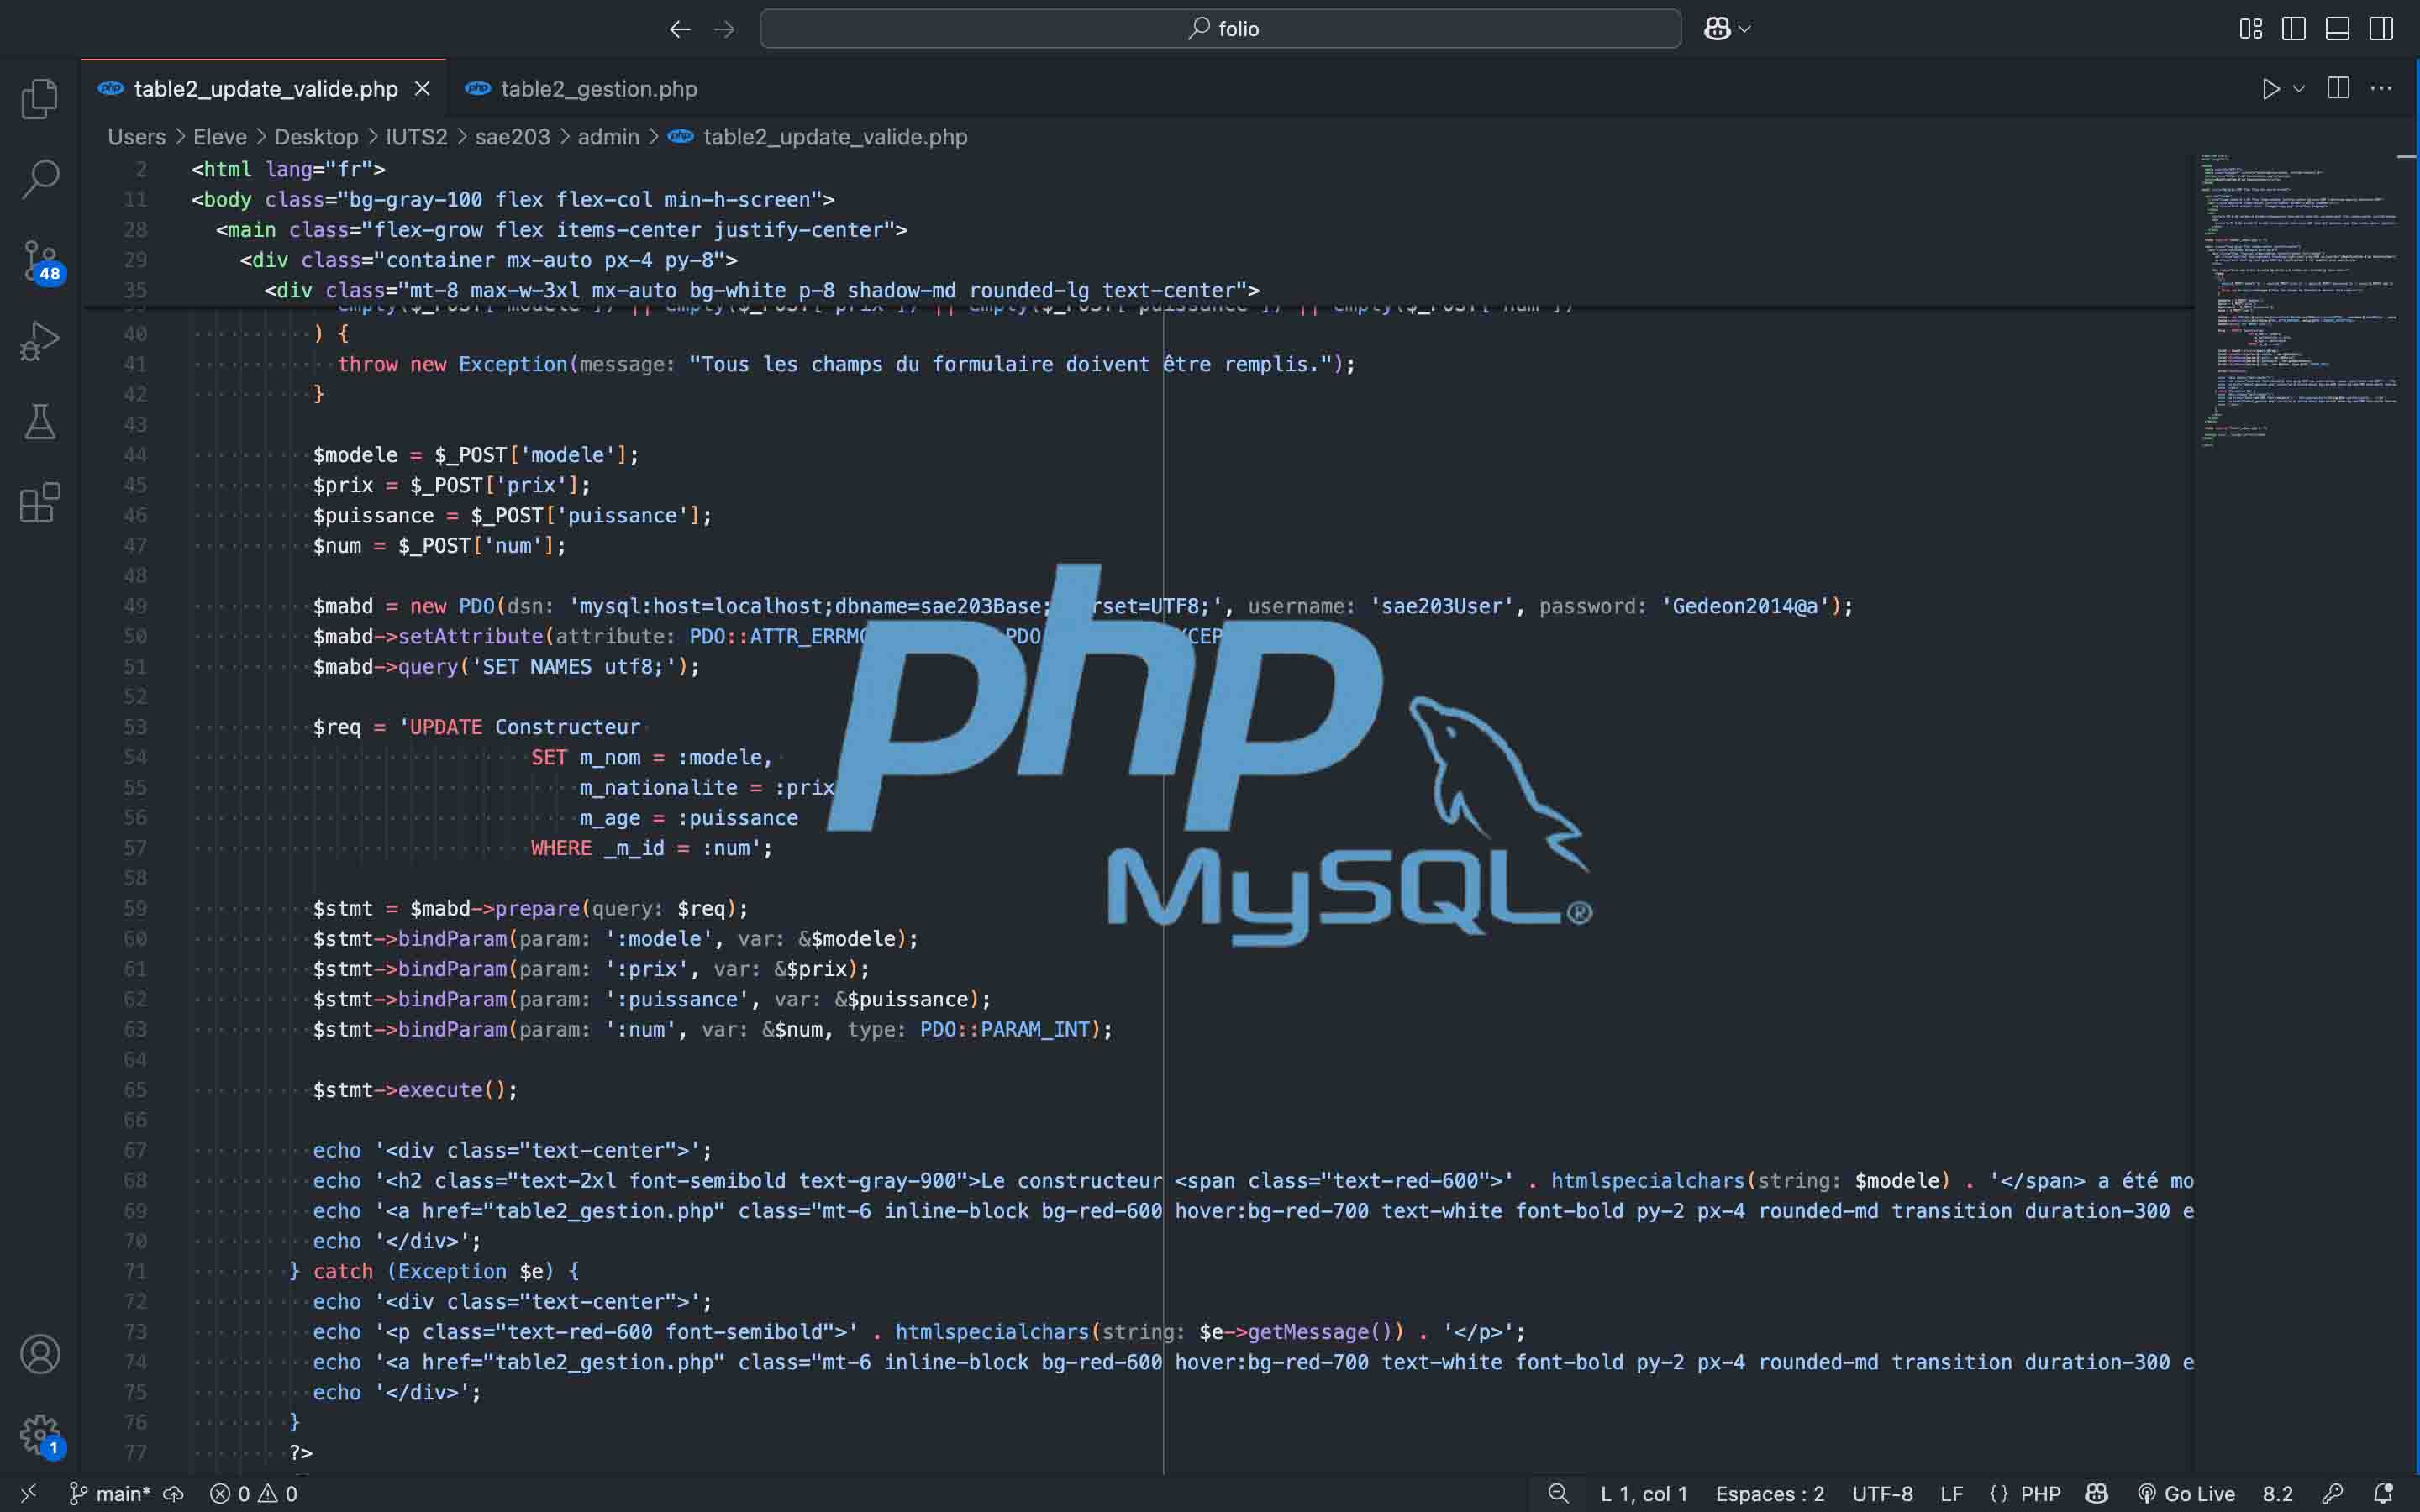 folio
table2_update_valide.php
table2_gestion.php
Users > Eleve > Desktop > IUTS2 > sae203 > admin > table2_update_valide.php
2 <html lang="fr">
11 <body class="bg-gray-100 flex flex-col min-h-screen">
28 <main class="flex-grow flex items-center justify-center">
29 <div class="container mx-auto px-4 py-8">
35 <div class="mt-8 max-w-3xl mx-auto bg-white p-8 shadow-md rounded-lg text-center">
40 ) {
41 throw new Exception(message: "Tous les champs du formulaire doivent être remplis.");
42 }
43
44 $modele = $_POST['modele'];
45 $prix = $_POST['prix'];
46 $puissance = $_POST['puissance'];
47 $num = $_POST['num'];
48
49 $mabd = new PDO(dsn: 'mysql:host=localhost;dbname=sae203Base; rset=UTF8;', username: 'sae203User', password: 'Gedeon2014@a');
50 $mabd->setAttribute(attribute: PDO::ATTR_ERRMO PDO CEP
51 $mabd->query('SET NAMES utf8;');
52
53 $req = 'UPDATE Constructeur
54 SET m_nom = :modele,
55 m_nationalite = :prix
56 m_age = :puissance
57 WHERE _m_id = :num';
58
59 $stmt = $mabd->prepare(query: $req);
60 $stmt->bindParam(param: ':modele', var: &$modele);
61 $stmt->bindParam(param: ':prix', var: &$prix);
62 $stmt->bindParam(param: ':puissance', var: &$puissance);
63 $stmt->bindParam(param: ':num', var: &$num, type: PDO::PARAM_INT);
64
65 $stmt->execute();
66
67 echo '<div class="text-center">';
68 echo '<h2 class="text-2xl font-semibold text-gray-900">Le constructeur <span class="text-red-600">' . htmlspecialchars(string: $modele) . '</span> a été mo
69 echo '<a href="table2_gestion.php" class="mt-6 inline-block bg-red-600 hover:bg-red-700 text-white font-bold py-2 px-4 rounded-md transition duration-300 e
70 echo '</div>';
71 } catch (Exception $e) {
72 echo '<div class="text-center">';
73 echo '<p class="text-red-600 font-semibold">' . htmlspecialchars(string: $e->getMessage()) . '</p>';
74 echo '<a href="table2_gestion.php" class="mt-6 inline-block bg-red-600 hover:bg-red-700 text-white font-bold py-2 px-4 rounded-md transition duration-300 e
75 echo '</div>';
76 }
77 ?>
php
MySQL®
48
1
main* 0 0
L 1, col 1 Espaces : 2 UTF-8 LF {} PHP Go Live 8.2